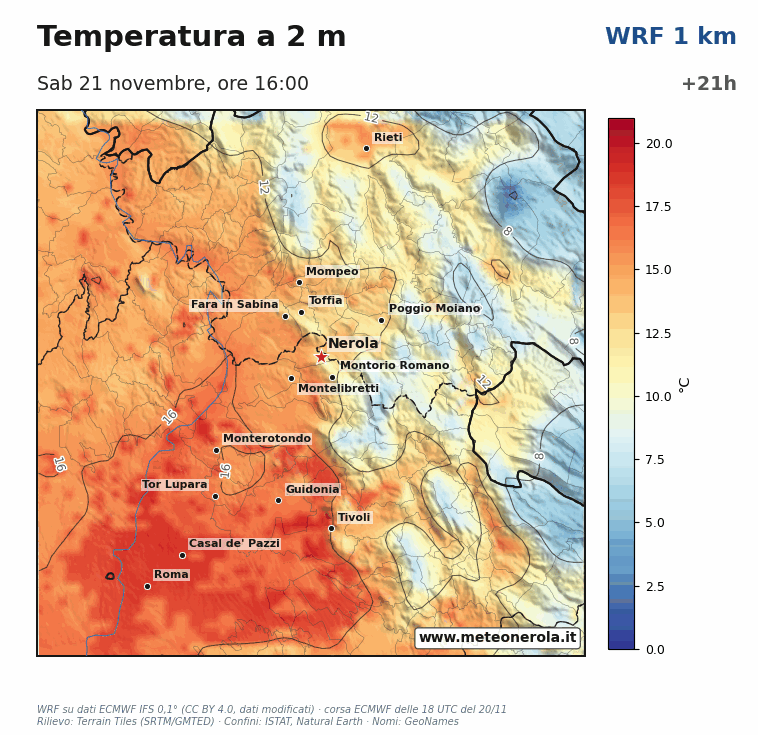 Temperatura a 2 m
WRF 1 km
Sab 21 novembre, ore 16:00
+21h
12
Rieti
12
8
Mompeo
Fara in Sabina
Toffia
Poggio Moiano
Nerola
8
Montorio Romano
12
Montelibretti
16
Monterotondo
16
16
8
Tor Lupara
Guidonia
Tivoli
Casal de' Pazzi
Roma
www.meteonerola.it
20.0
17.5
15.0
12.5
10.0
7.5
5.0
2.5
0.0
°C
WRF su dati ECMWF IFS 0,1° (CC BY 4.0, dati modificati) · corsa ECMWF delle 18 UTC del 20/11
Rilievo: Terrain Tiles (SRTM/GMTED) · Confini: ISTAT, Natural Earth · Nomi: GeoNames